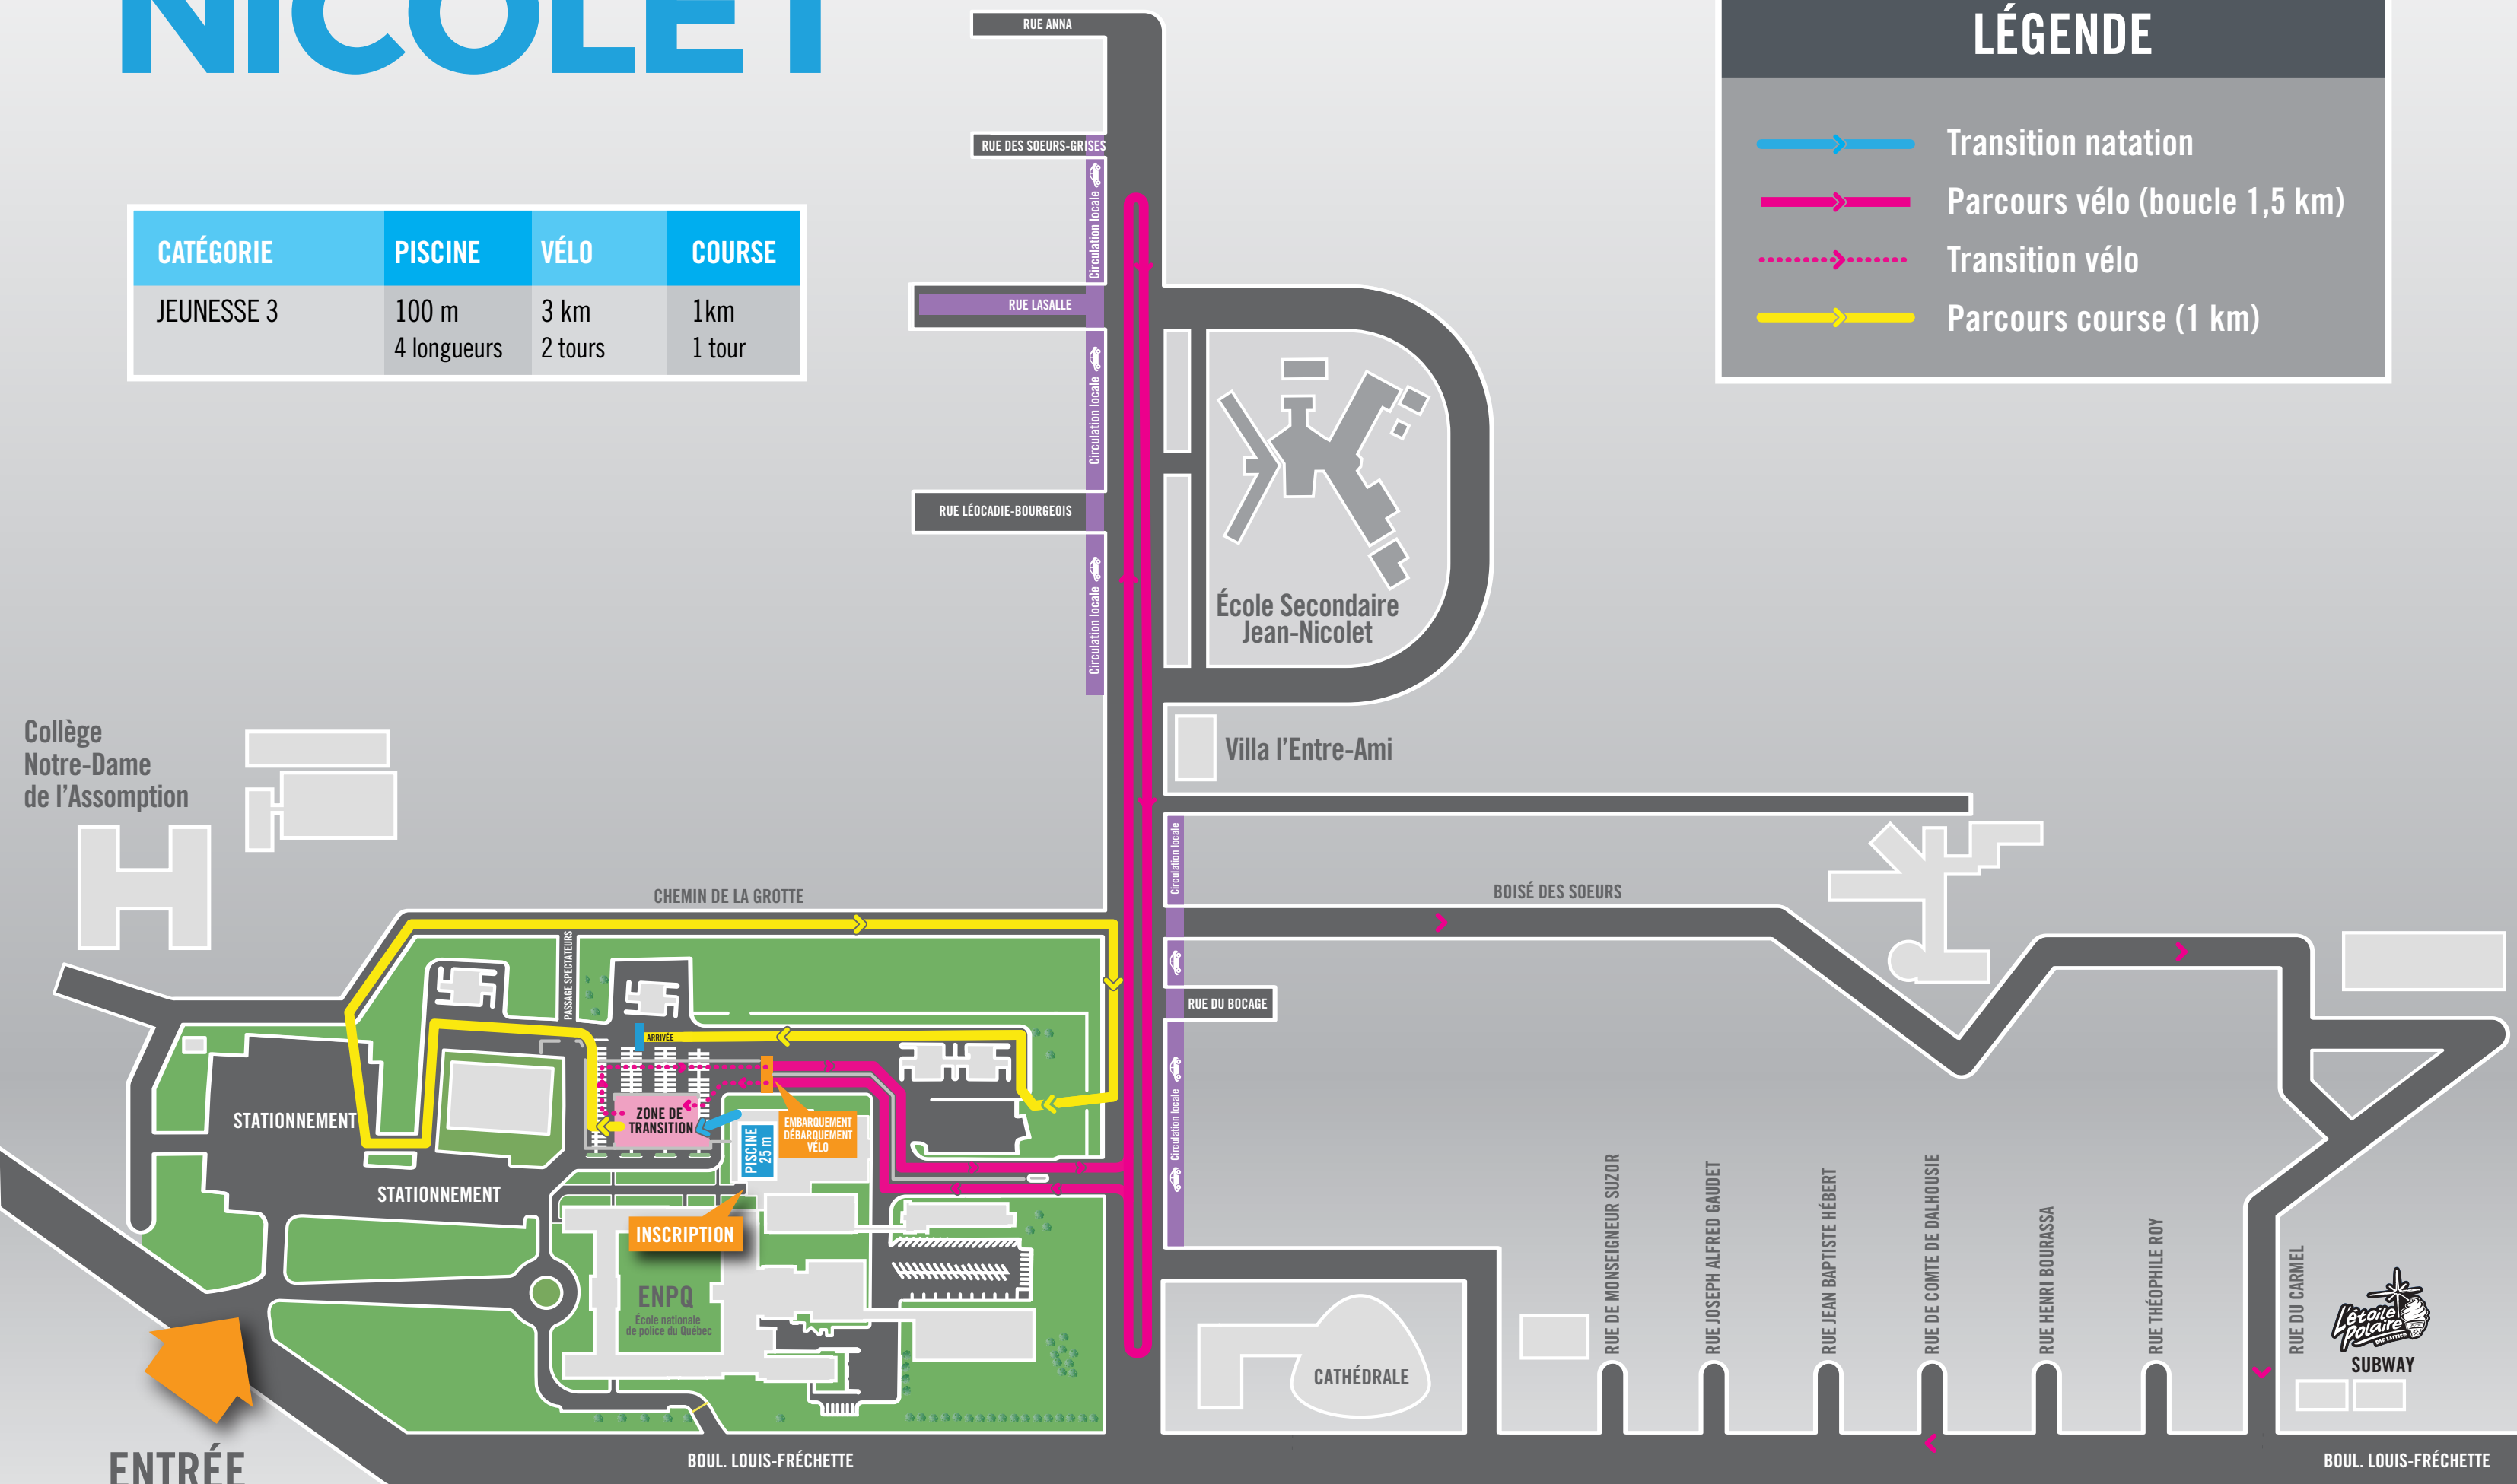 NICOLET
CATÉGORIE PISCINE VÉLO COURSE
JEUNESSE 3 100 m 3 km 1km
4 longueurs 2 tours 1 tour
LÉGENDE
Transition natation
Parcours vélo (boucle 1,5 km)
Transition vélo
Parcours course (1 km)
RUE ANNA
RUE DES SOEURS-GRISES
Circulation locale
RUE LASALLE
Circulation locale
RUE LÉOCADIE-BOURGEOIS
Circulation locale
École Secondaire
Jean-Nicolet
Villa l'Entre-Ami
Collège
Notre-Dame
de l'Assomption
CHEMIN DE LA GROTTE
Circulation locale
BOISÉ DES SOEURS
PASSAGE SPECTATEURS
RUE DU BOCAGE
ARRIVÉE
Circulation locale
STATIONNEMENT
ZONE DE
TRANSITION
PISCINE
25 m
EMBARQUEMENT
DÉBARQUEMENT
VÉLO
STATIONNEMENT
INSCRIPTION
ENPQ
École nationale
de police du Québec
CATHÉDRALE
RUE DE MONSEIGNEUR SUZOR
RUE JOSEPH ALFRED GAUDET
RUE JEAN BAPTISTE HÉBERT
RUE DE COMTE DE DALHOUSIE
RUE HENRI BOURASSA
RUE THÉOPHILE ROY
RUE DU CARMEL
L'étoile
polaire
BAR LAITIER
SUBWAY
ENTRÉE
BOUL. LOUIS-FRÉCHETTE
BOUL. LOUIS-FRÉCHETTE